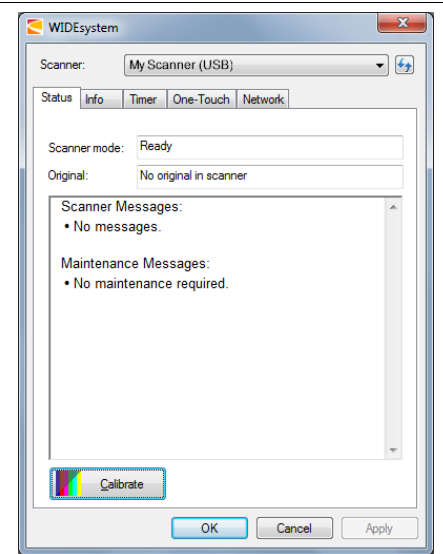 WIDEsystem
Scanner: My Scanner (USB)
Status Info Timer One-Touch Network
Scanner mode: Ready
Original: No original in scanner
Scanner Messages:
• No messages.
Maintenance Messages:
• No maintenance required.
Calibrate
OK Cancel Apply